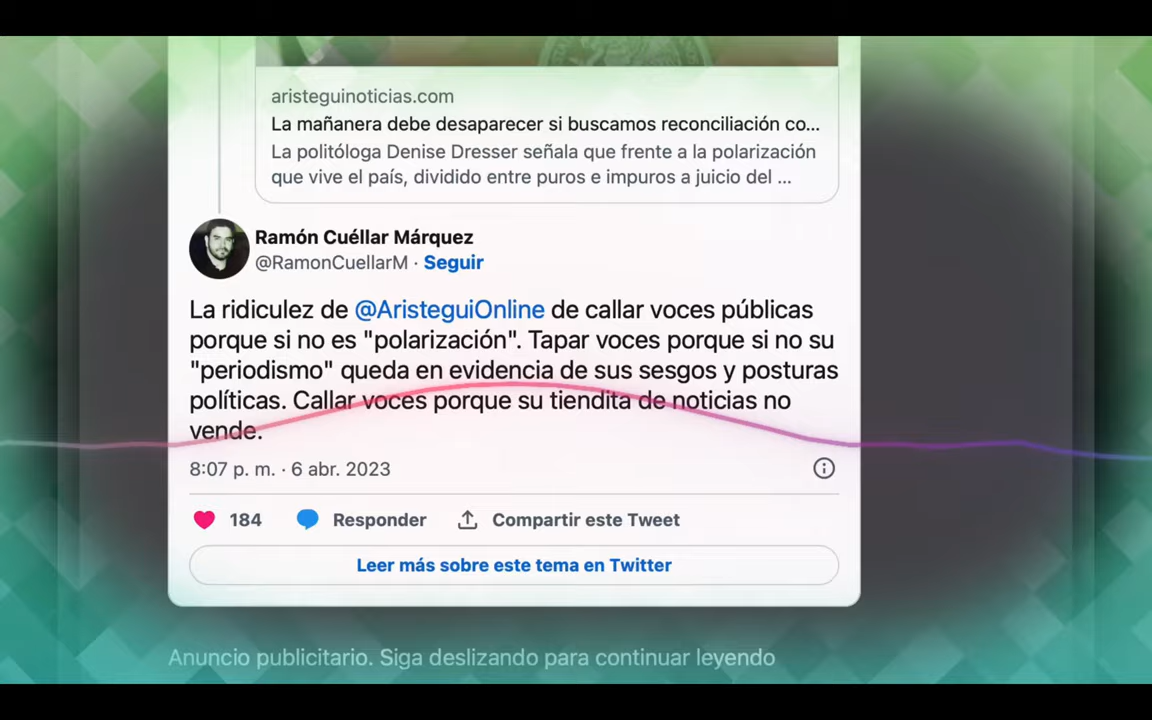 aristeguinoticias.com
La mañanera debe desaparecer si buscamos reconciliación co...
La politóloga Denise Dresser señala que frente a la polarización
que vive el país, dividido entre puros e impuros a juicio del ...
Ramón Cuéllar Márquez
@RamonCuellarM · Seguir
La ridiculez de @AristeguiOnline de callar voces públicas
porque si no es "polarización". Tapar voces porque si no su
"periodismo" queda en evidencia de sus sesgos y posturas
políticas. Callar voces porque su tiendita de noticias no
vende.
8:07 p. m. · 6 abr. 2023
184 Responder Compartir este Tweet
Leer más sobre este tema en Twitter
Anuncio publicitario. Siga deslizando para continuar leyendo